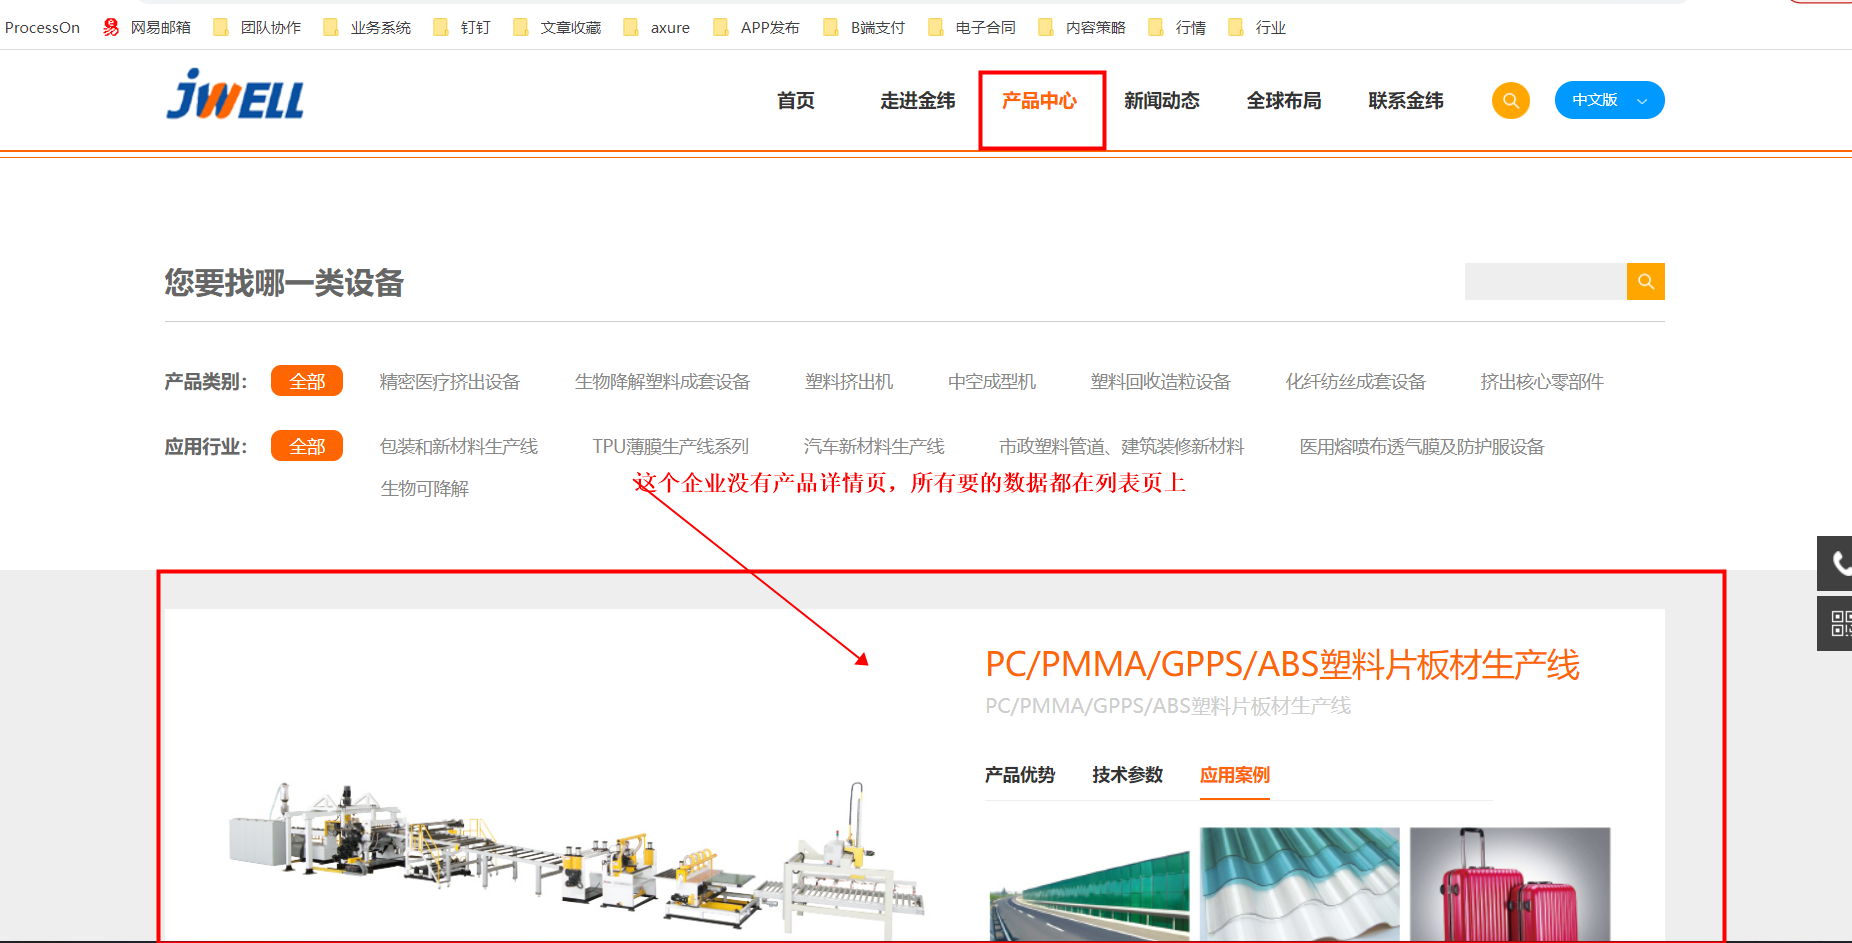 ProcessOn 网易邮箱 团队协作 业务系统 钉钉 文章收藏 axure APP发布 B端支付 电子合同 内容策略 行情 行业
JWELL 首页 走进金纬 产品中心 新闻动态 全球布局 联系金纬 中文版
您要找哪一类设备
产品类别： 全部 精密医疗挤出设备 生物降解塑料成套设备 塑料挤出机 中空成型机 塑料回收造粒设备 化纤纺丝成套设备 挤出核心零部件
应用行业： 全部 包装和新材料生产线 TPU薄膜生产线系列 汽车新材料生产线 市政塑料管道、建筑装修新材料 医用熔喷布透气膜及防护服设备
生物可降解
这个企业没有产品详情页，所有要的数据都在列表页上
PC/PMMA/GPPS/ABS塑料片板材生产线
PC/PMMA/GPPS/ABS塑料片板材生产线
产品优势 技术参数 应用案例